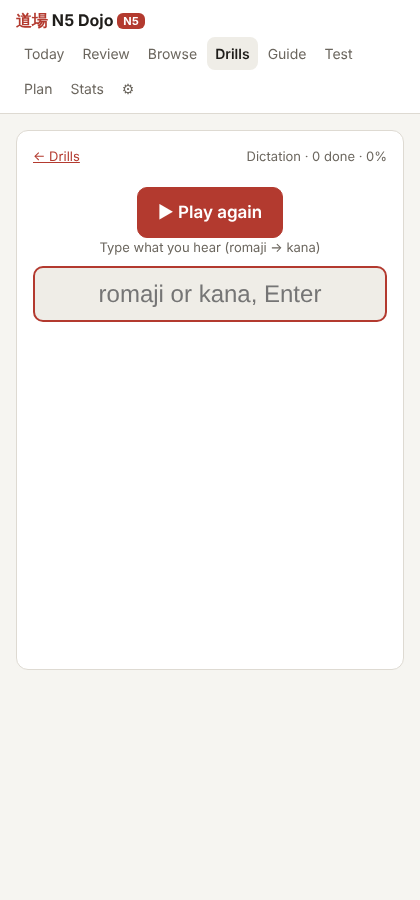 道場 N5 Dojo N5
Today Review Browse Drills Guide Test
Plan Stats ⚙
← Drills Dictation · 0 done · 0%
▶ Play again
Type what you hear (romaji → kana)
romaji or kana, Enter